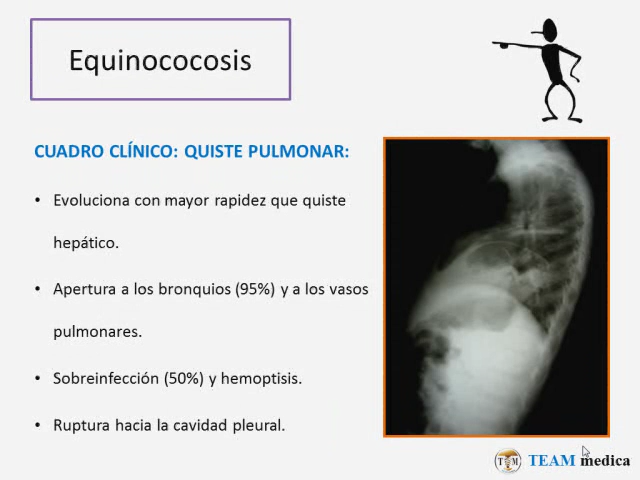 Equinococosis
CUADRO CLÍNICO: QUISTE PULMONAR:
• Evoluciona con mayor rapidez que quiste
hepático.
• Apertura a los bronquios (95%) y a los vasos
pulmonares.
• Sobreinfección (50%) y hemoptisis.
• Ruptura hacia la cavidad pleural.
TEAM medica